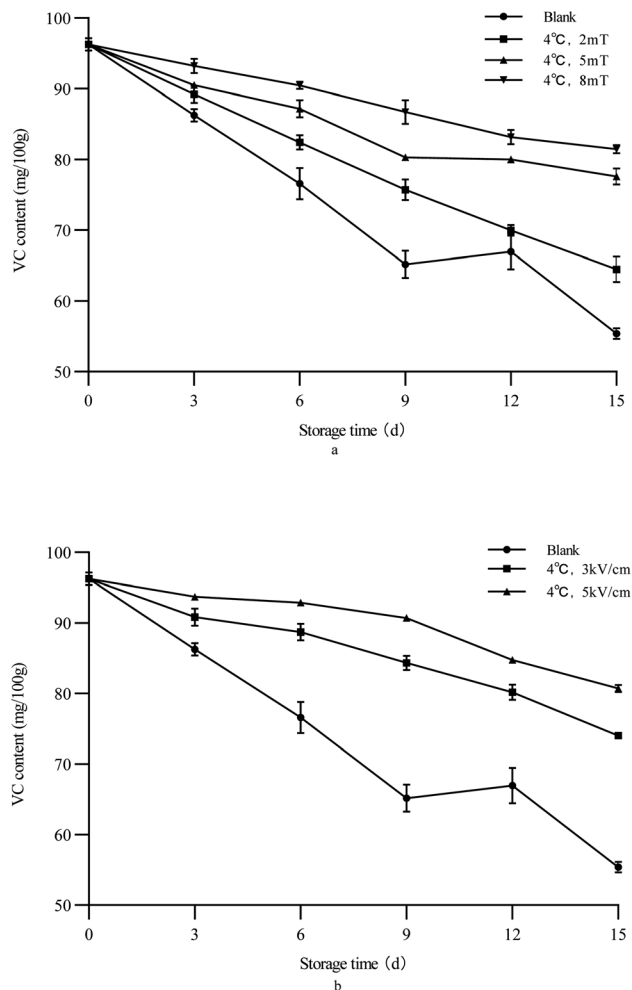 Blank
4℃, 2mT
4℃, 5mT
4℃, 8mT
100
90
80
70
60
50
VC content (mg/100g)
0 3 6 9 12 15
Storage time（d）
a
Blank
4℃, 3kV/cm
4℃, 5kV/cm
100
90
80
70
60
50
VC content (mg/100g)
0 3 6 9 12 15
Storage time（d）
b